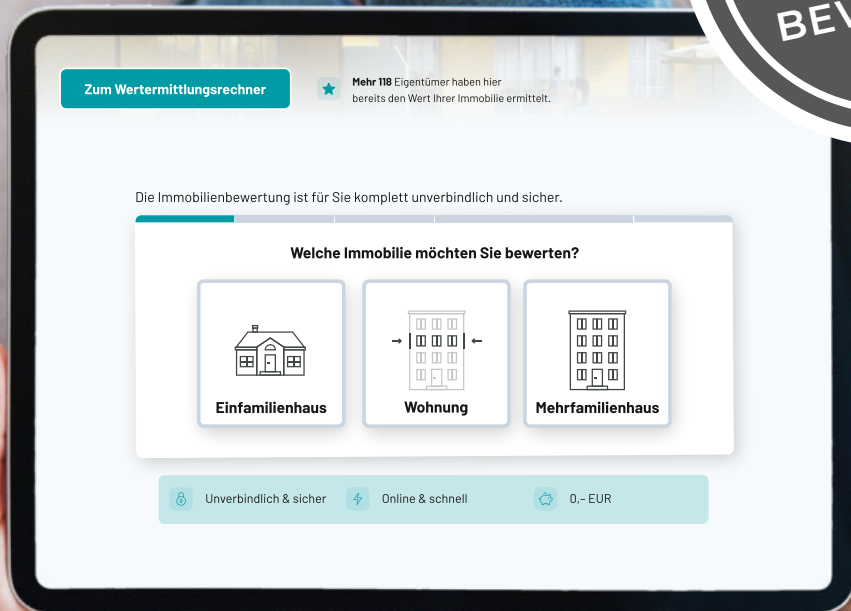 Zum Wertermittlungsrechner
Mehr 118 Eigentümer haben hier
bereits den Wert Ihrer Immobilie ermittelt.
Die Immobilienbewertung ist für Sie komplett unverbindlich und sicher.
Welche Immobilie möchten Sie bewerten?
Einfamilienhaus
Wohnung
Mehrfamilienhaus
Unverbindlich & sicher
Online & schnell
0,– EUR